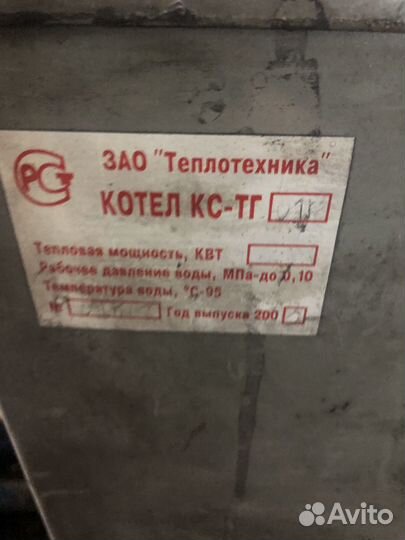 РСТ
ЗАО "Теплотехника"
КОТЕЛ КС-ТГ
Тепловая мощность, КВТ
Рабочее давление воды, МПа-до 0,10
Температура воды, °С-95
№ Год выпуска 200
Avito